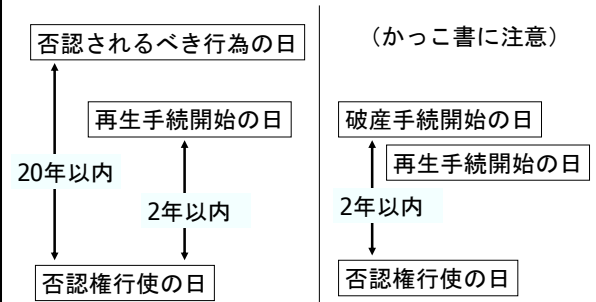 否認されるべき行為の日
再生手続開始の日
20年以内
2年以内
否認権行使の日
（かっこ書に注意）
破産手続開始の日
再生手続開始の日
2年以内
否認権行使の日